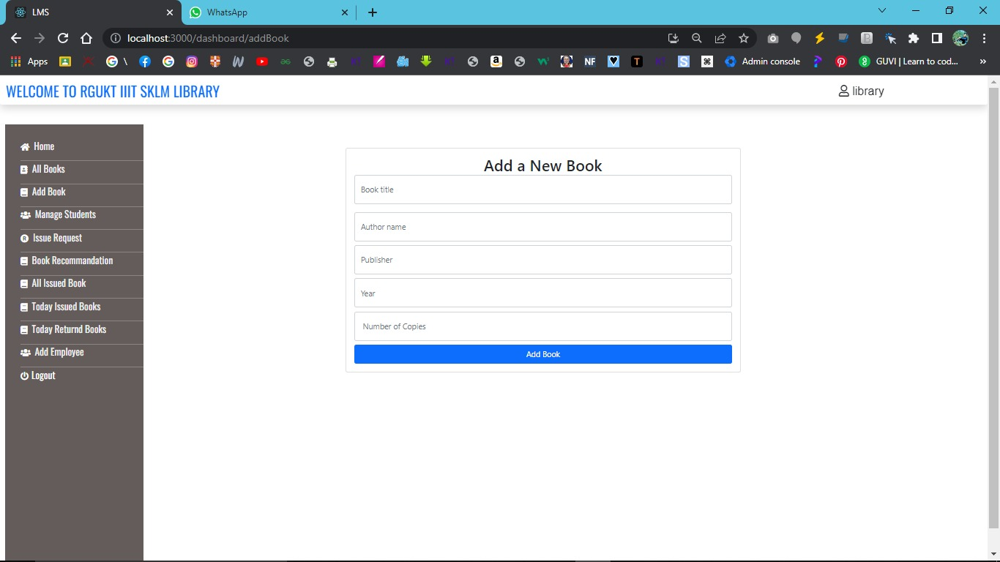 LMS
WhatsApp
localhost:3000/dashboard/addBook
Apps
G \
NF
T
S
Admin console
GUVI | Learn to cod...
WELCOME TO RGUKT IIIT SKLM LIBRARY
library
Home
All Books
Add Book
Manage Students
Issue Request
Book Recommandation
All Issued Book
Today Issued Books
Today Returnd Books
Add Employee
Logout
Add a New Book
Book title
Author name
Publisher
Year
Number of Copies
Add Book